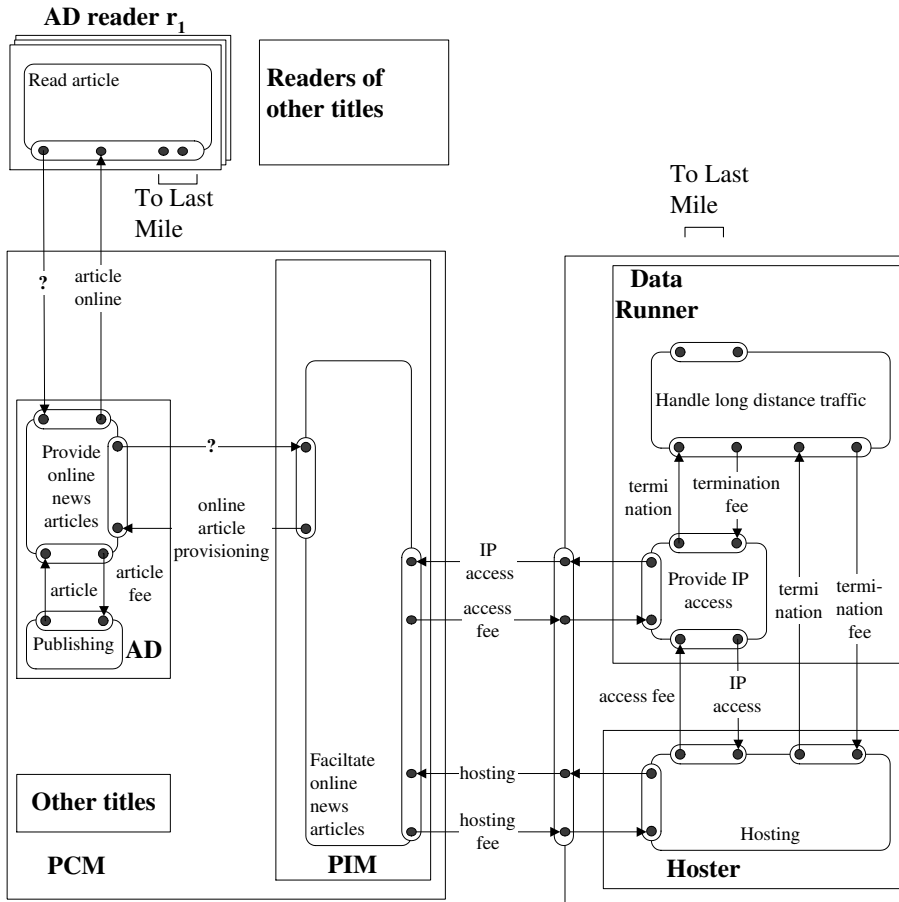 AD reader r1
Read article
Readers of
other titles
To Last
Mile
To Last
Mile
?
article
online
Data
Runner
Handle long distance traffic
Provide
online
news
articles
?
online
article
provisioning
termi
nation
termination
fee
IP
access
Provide IP
access
termi
nation
termi-
nation
fee
article
article
fee
access
fee
Publishing
AD
access fee
IP
access
Faciltate
online
news
articles
hosting
Other titles
hosting
fee
Hosting
PCM
PIM
Hoster